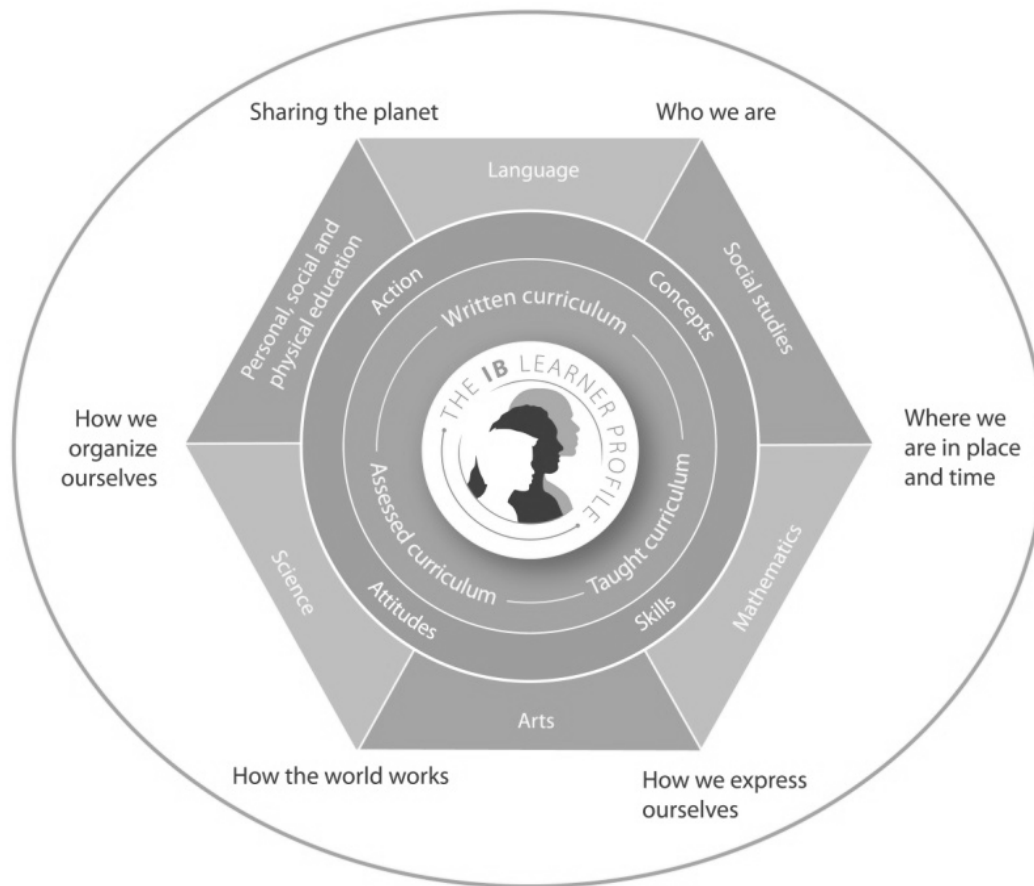 Sharing the planet
Who we are
Language
Personal, social and
physical education
Social studies
Action
Concepts
Written curriculum
THE IB LEARNER PROFILE
How we
organize
ourselves
Where we
are in place
and time
Assessed curriculum
Taught curriculum
Science
Mathematics
Attitudes
Skills
Arts
How the world works
How we express
ourselves